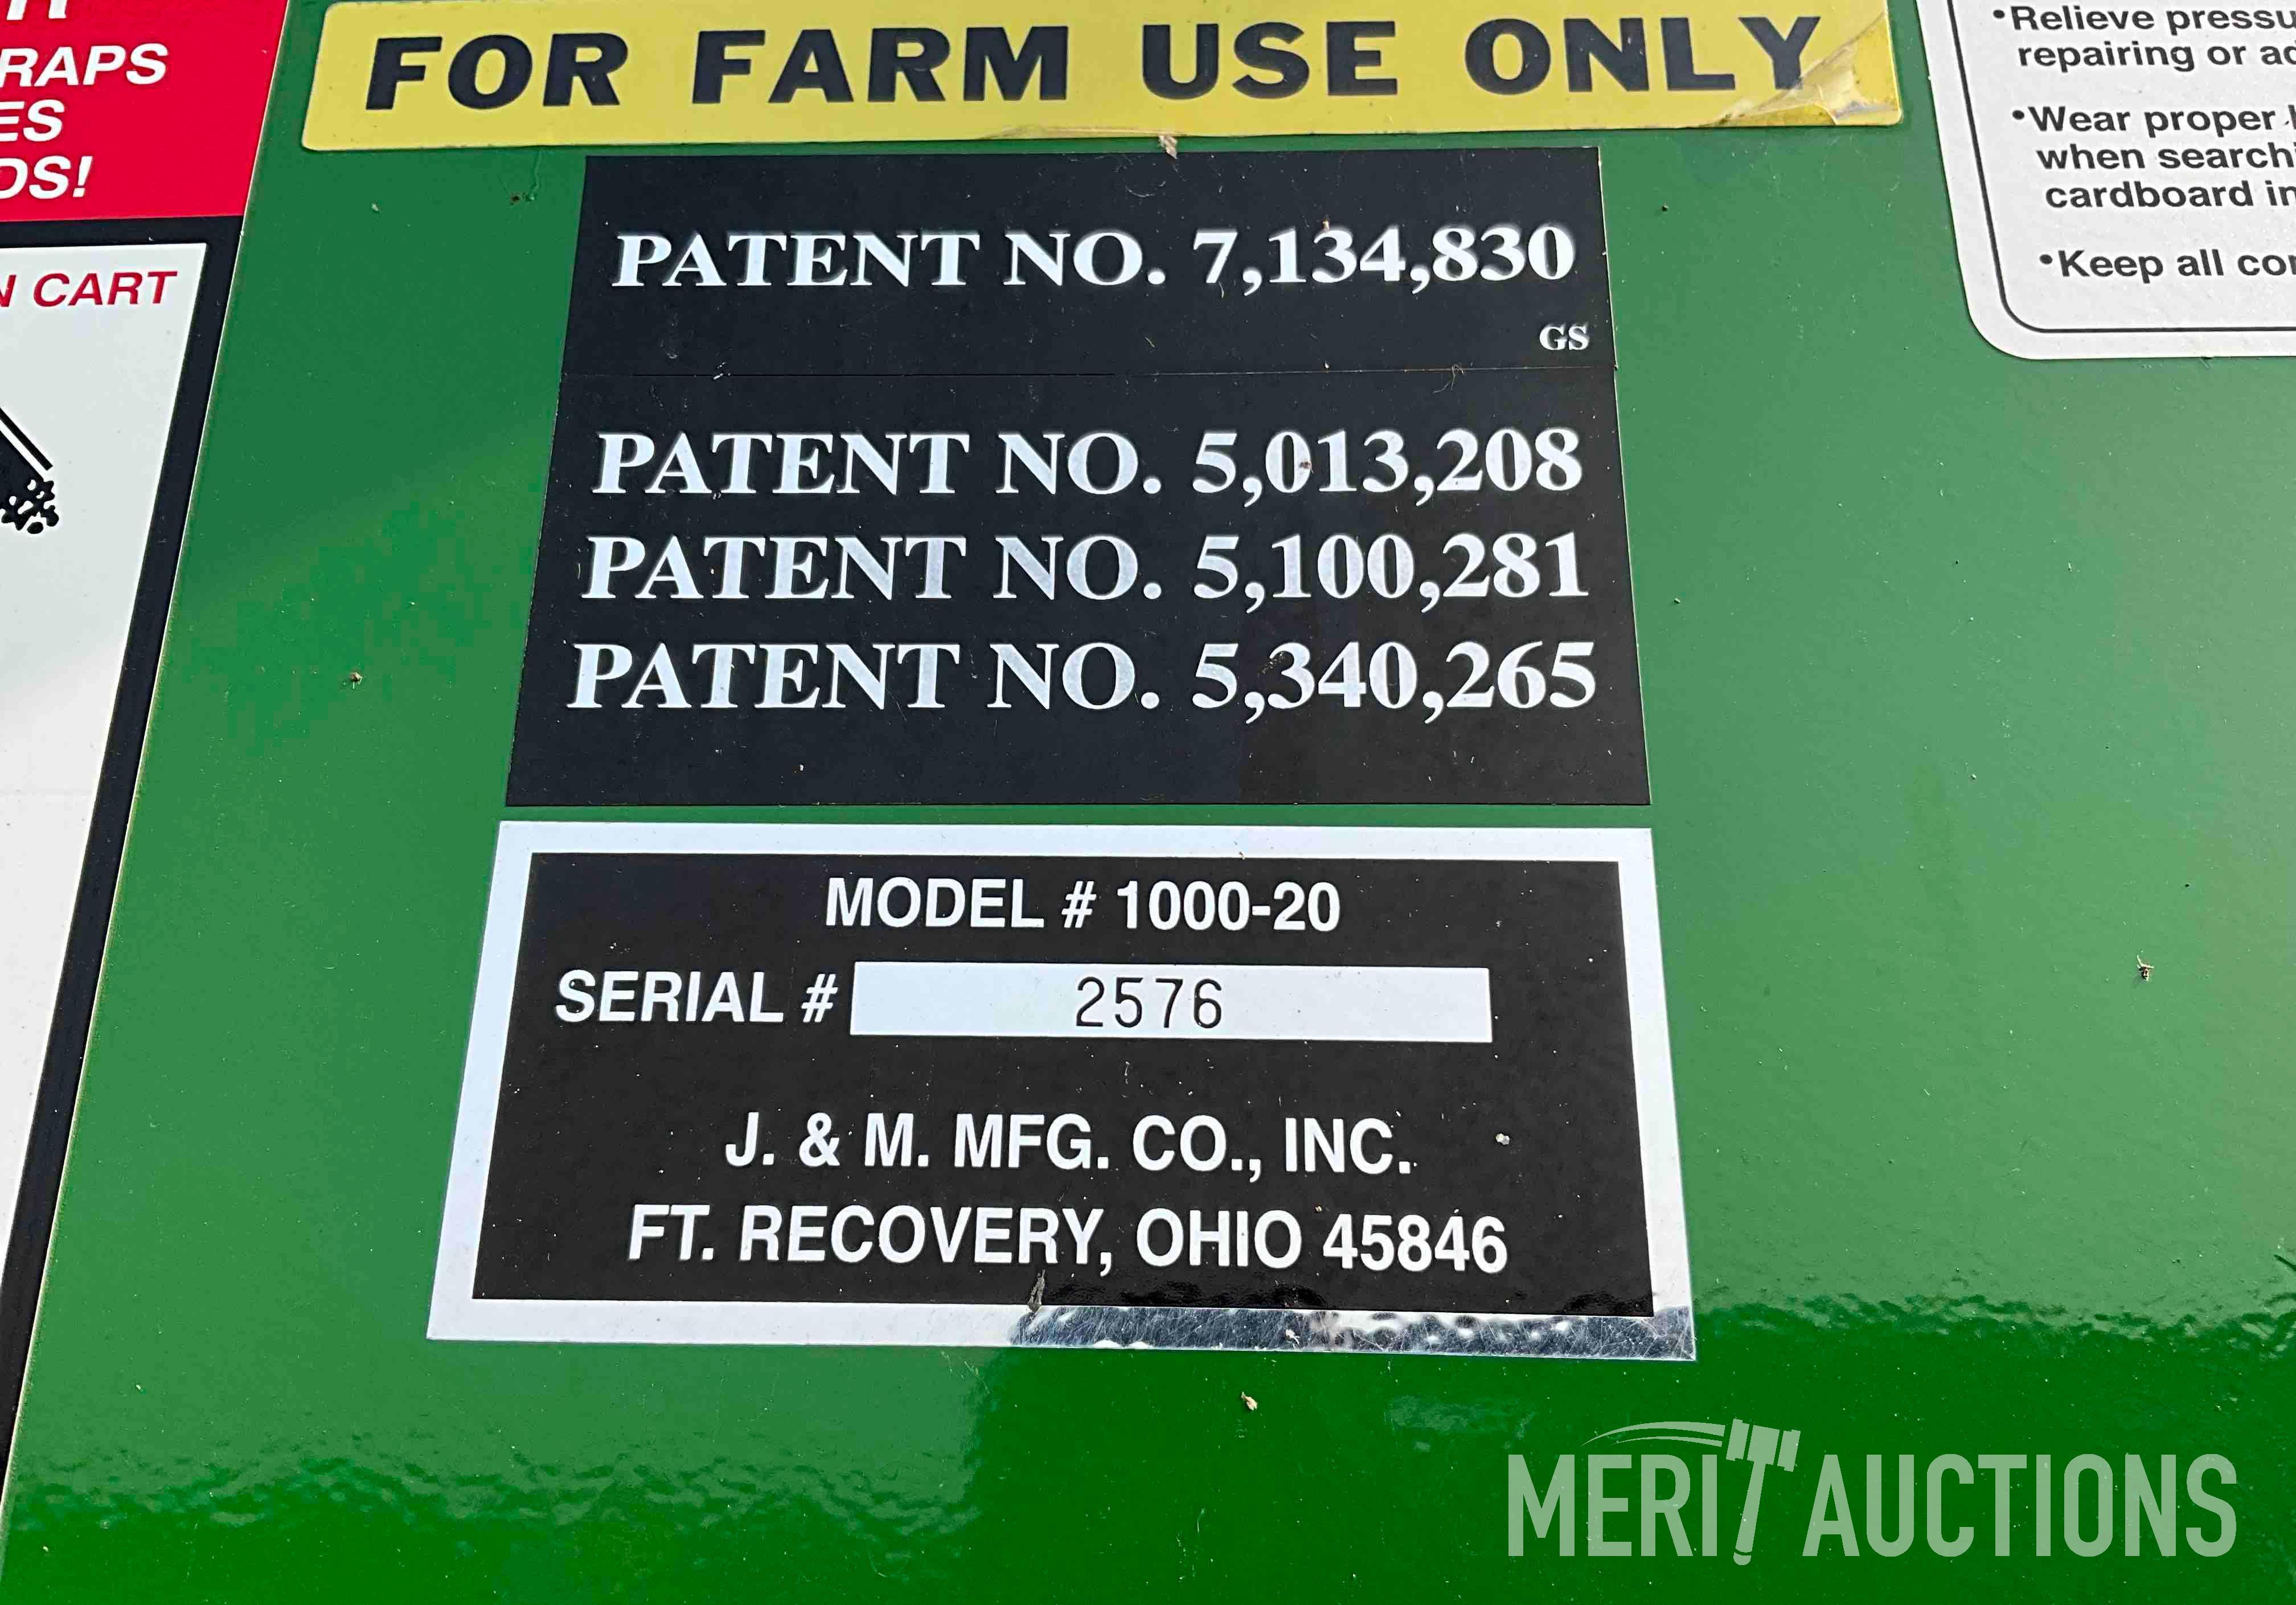 RAPS
ES
DS!
N CART
FOR FARM USE ONLY
PATENT NO. 7,134,830
GS
PATENT NO. 5,013,208
PATENT NO. 5,100,281
PATENT NO. 5,340,265
MODEL # 1000-20
SERIAL # 2576
J. & M. MFG. CO., INC.
FT. RECOVERY, OHIO 45846
•Relieve pressu
repairing or
•Wear proper
when searchi
cardboard in
•Keep all
MERIT AUCTIONS